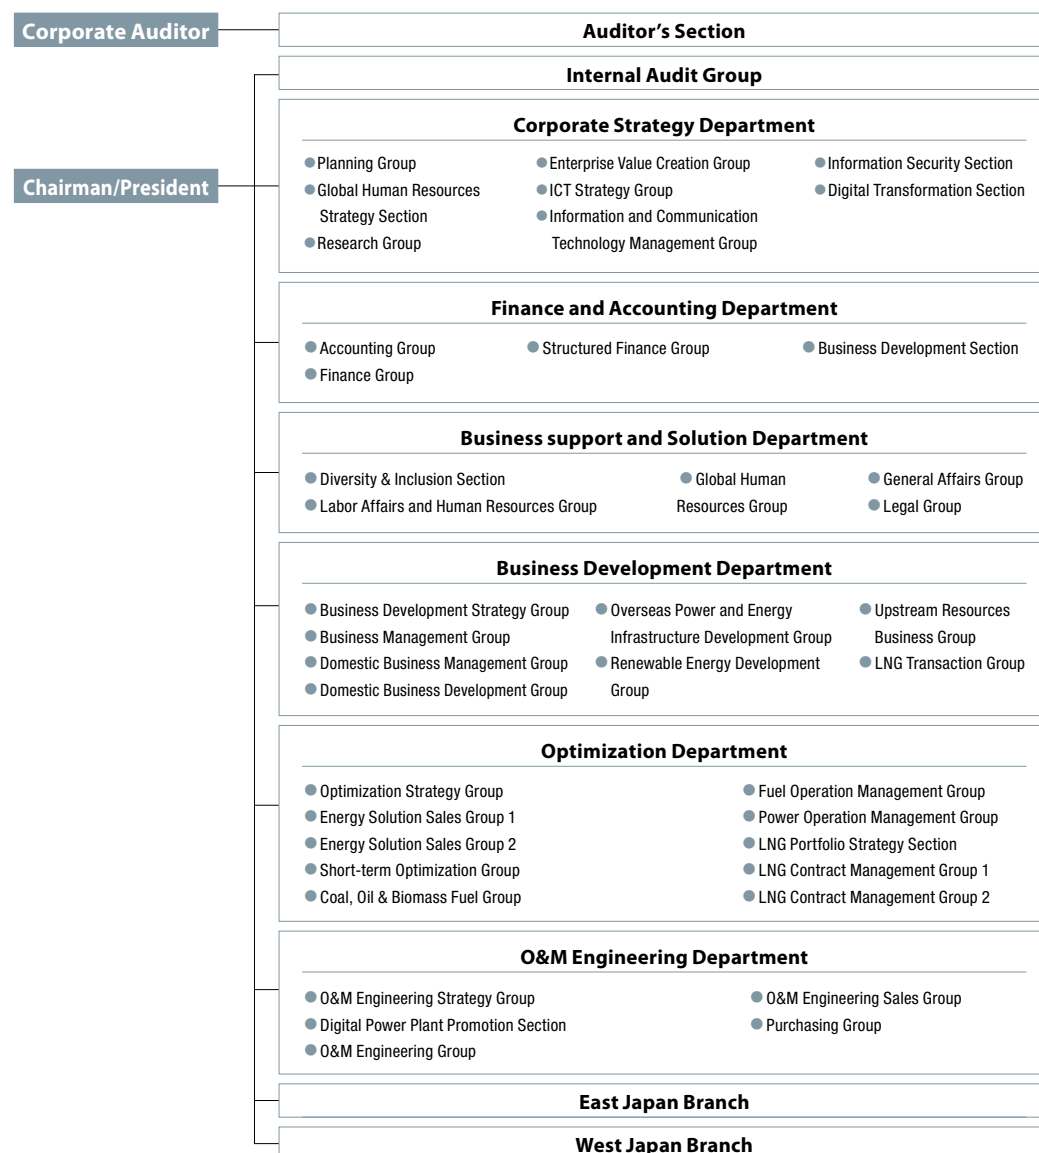 Corporate Auditor
Auditor's Section
Internal Audit Group
Chairman/President
Corporate Strategy Department
●Planning Group
●Global Human Resources
Strategy Section
●Research Group
●Enterprise Value Creation Group
●ICT Strategy Group
●Information and Communication
Technology Management Group
●Information Security Section
●Digital Transformation Section
Finance and Accounting Department
●Accounting Group
●Finance Group
●Structured Finance Group
●Business Development Section
Business support and Solution Department
●Diversity & Inclusion Section
●Labor Affairs and Human Resources Group
●Global Human
Resources Group
●General Affairs Group
●Legal Group
Business Development Department
●Business Development Strategy Group
●Business Management Group
●Domestic Business Management Group
●Domestic Business Development Group
●Overseas Power and Energy
Infrastructure Development Group
●Renewable Energy Development
Group
●Upstream Resources
Business Group
●LNG Transaction Group
Optimization Department
●Optimization Strategy Group
●Energy Solution Sales Group 1
●Energy Solution Sales Group 2
●Short-term Optimization Group
●Coal, Oil & Biomass Fuel Group
●Fuel Operation Management Group
●Power Operation Management Group
●LNG Portfolio Strategy Section
●LNG Contract Management Group 1
●LNG Contract Management Group 2
O&M Engineering Department
●O&M Engineering Strategy Group
●Digital Power Plant Promotion Section
●O&M Engineering Group
●O&M Engineering Sales Group
●Purchasing Group
East Japan Branch
West Japan Branch